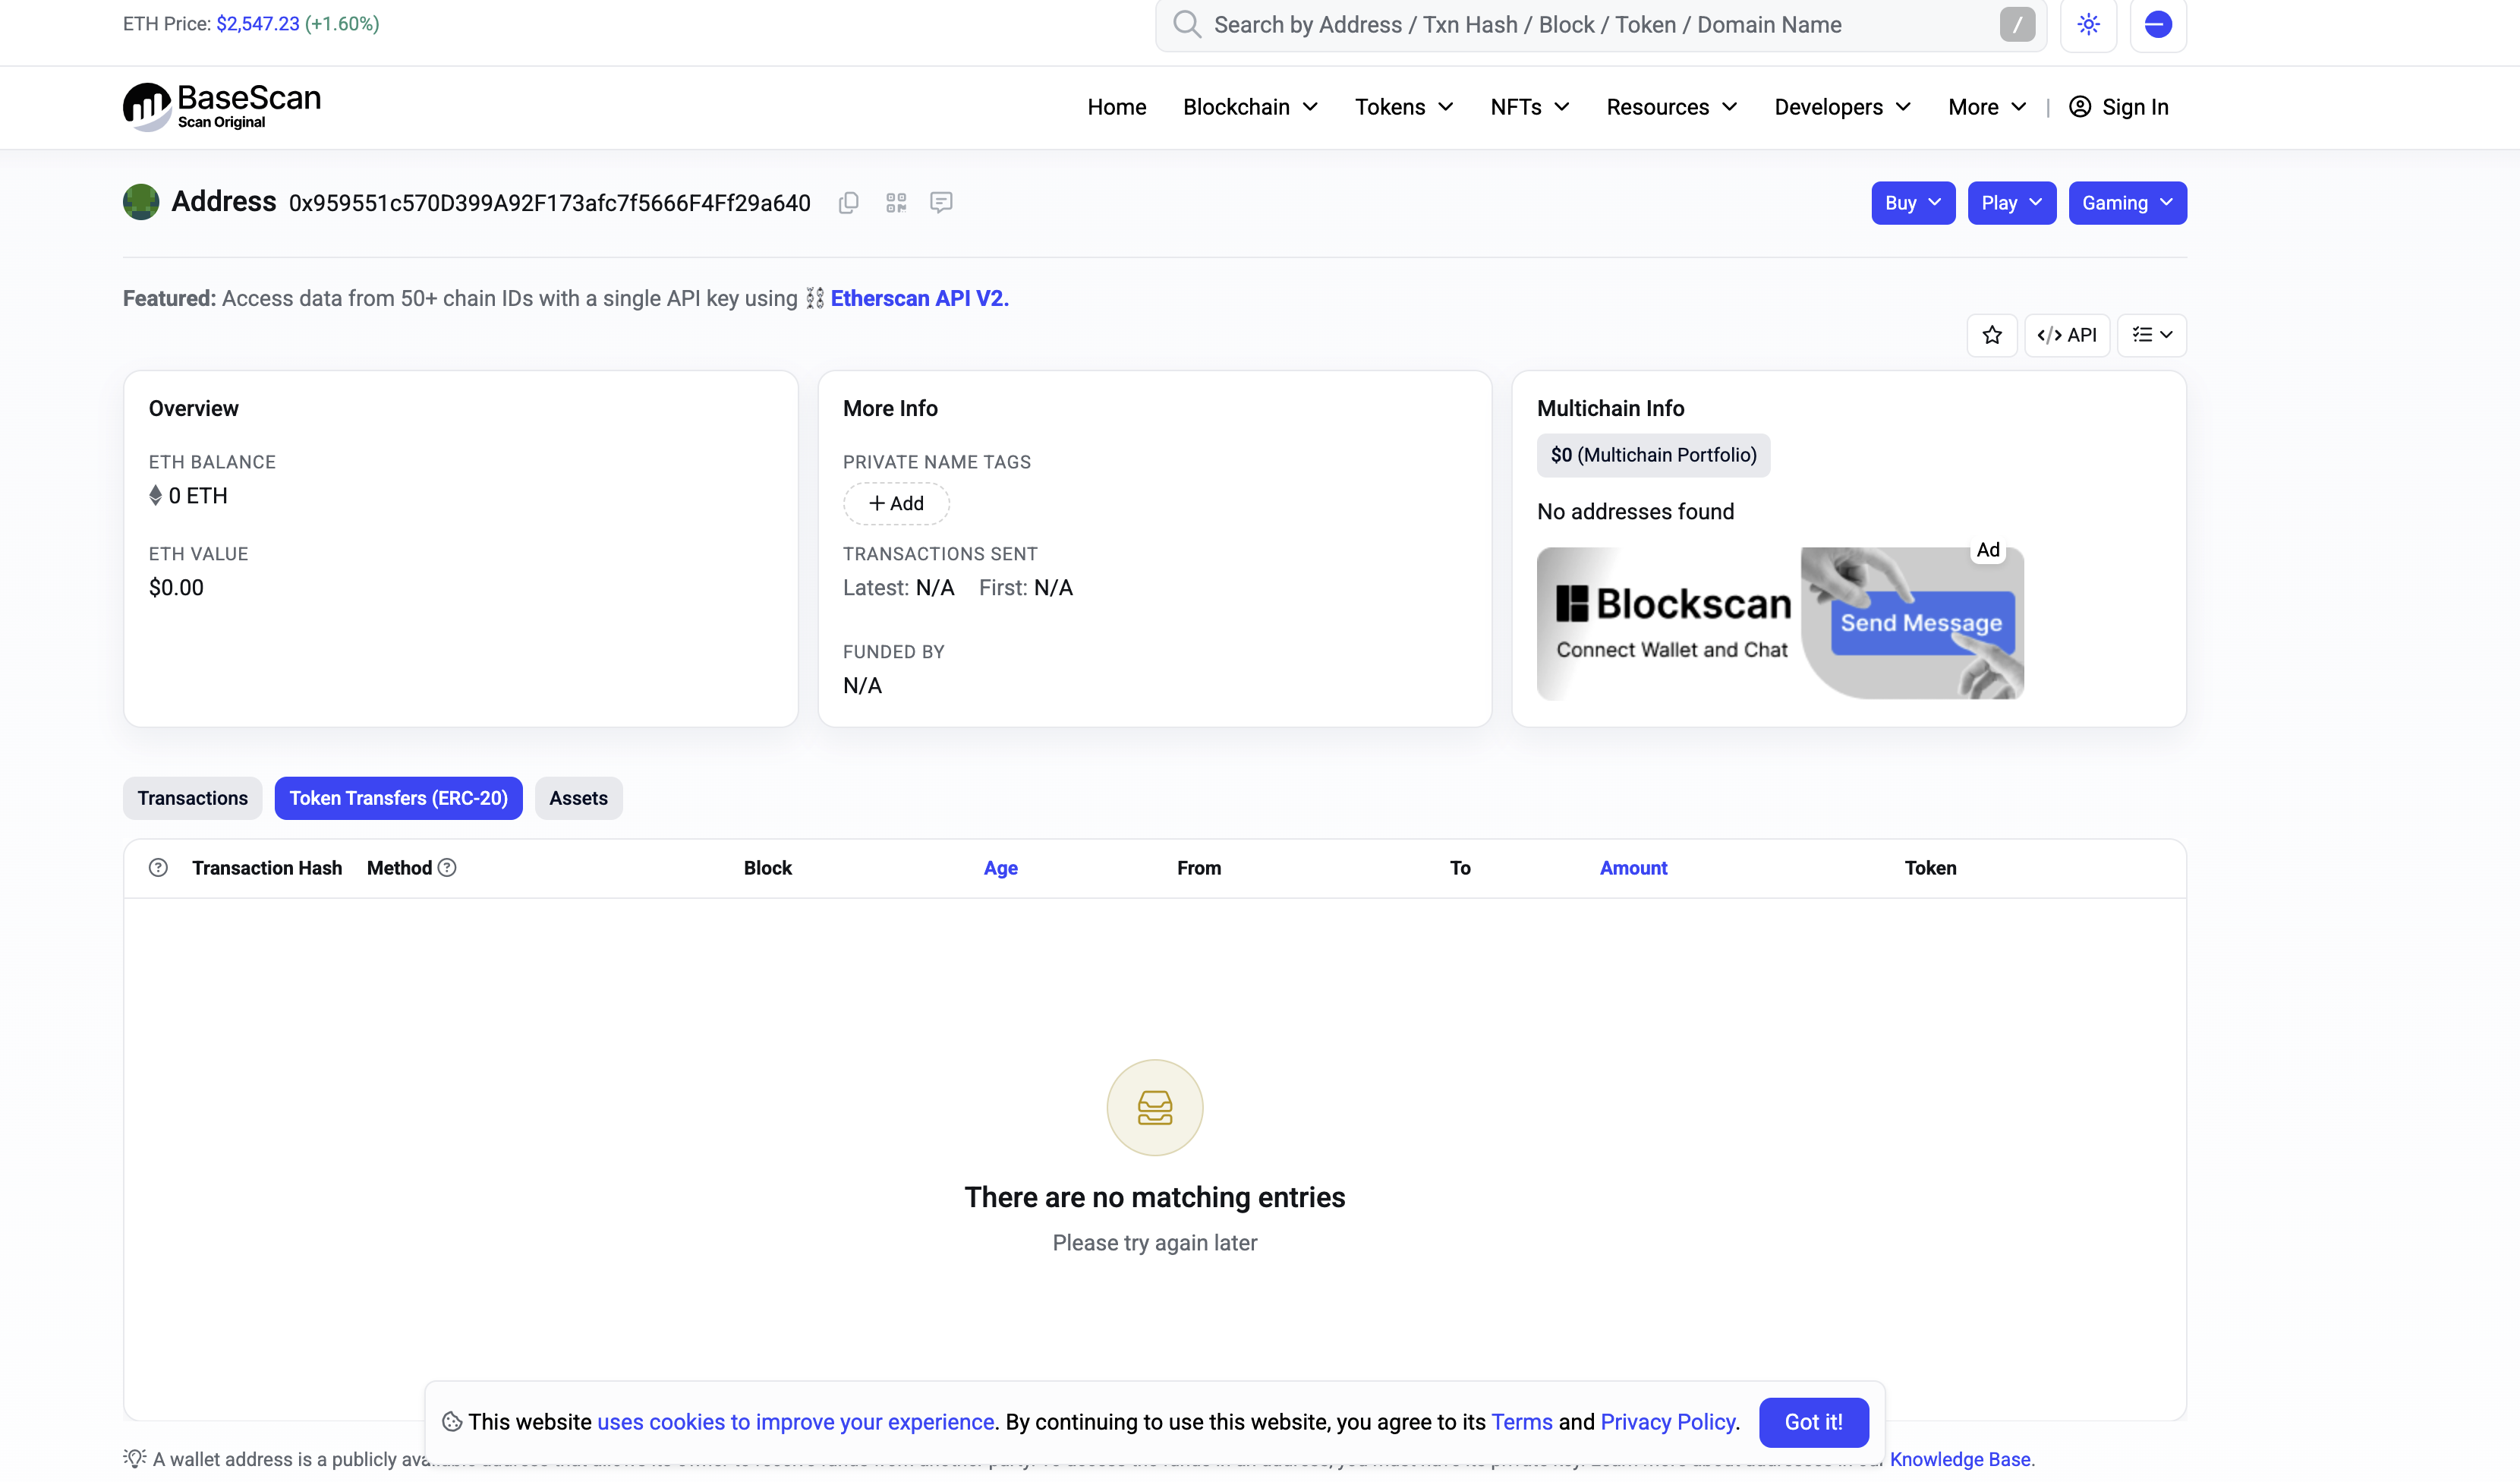 ETH Price: $2,547.23 (+1.60%)
Search by Address / Txn Hash / Block / Token / Domain Name
/
BaseScan
Scan Original
Home Blockchain Tokens NFTs Resources Developers More | Sign In
Address 0x959551c570D399A92F173afc7f5666F4Ff29a640
Buy Play Gaming
Featured: Access data from 50+ chain IDs with a single API key using Etherscan API V2.
</> API
Overview
ETH BALANCE
0 ETH
ETH VALUE
$0.00
More Info
PRIVATE NAME TAGS
+ Add
TRANSACTIONS SENT
Latest: N/A First: N/A
FUNDED BY
N/A
Multichain Info
$0 (Multichain Portfolio)
No addresses found
Ad
Blockscan
Connect Wallet and Chat
Send Message
Transactions Token Transfers (ERC-20) Assets
Transaction Hash Method Block Age From To Amount Token
There are no matching entries
Please try again later
This website uses cookies to improve your experience. By continuing to use this website, you agree to its Terms and Privacy Policy. Got it!
A wallet address is a publicly Knowledge Base.